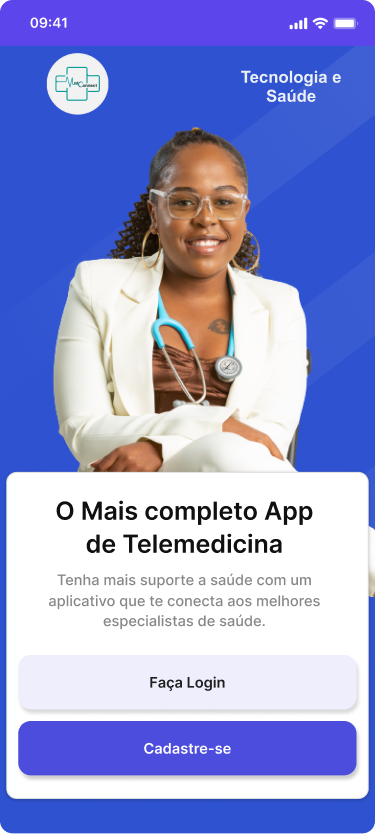 09:41
Connect
Tecnologia e
Saúde
O Mais completo App
de Telemedicina
Tenha mais suporte a saúde com um
aplicativo que te conecta aos melhores
especialistas de saúde.
Faça Login
Cadastre-se